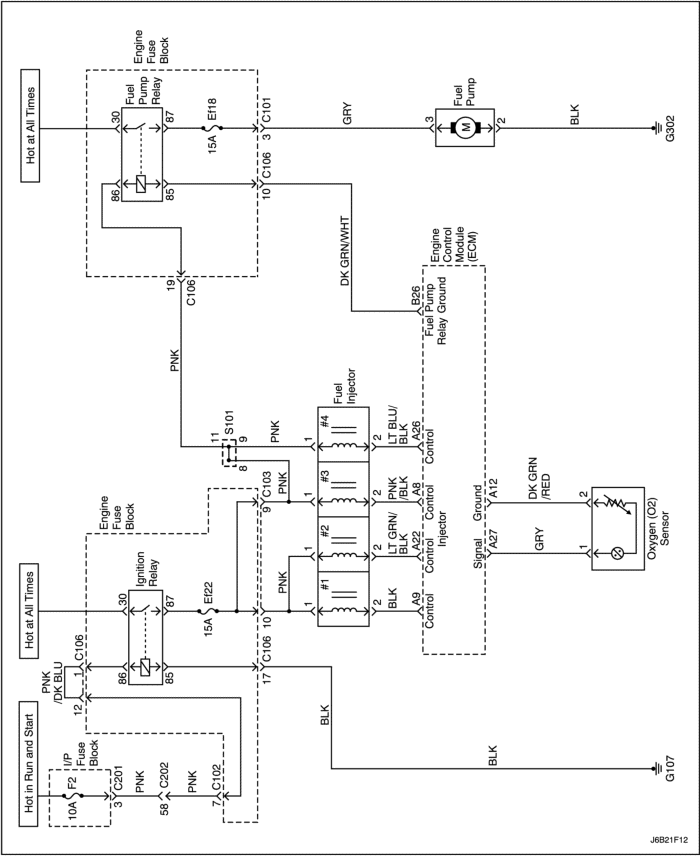 Hot in Run and Start
Hot at All Times
Hot at All Times
I/P
Fuse
Block
F2
10A
3
C201
PNK
58
C202
PNK
7
C102
PNK
/DK BLU
12
1
C106
Engine
Fuse
Block
Ignition
Relay
30
87
86
85
Ef22
15A
17
C106
10
9
C103
BLK
BLK
G107
Engine
Fuse
Block
Fuel
Pump
Relay
30
87
86
85
Ef18
15A
3
C101
10
C106
19
C106
GRY
3
Fuel
Pump
M
2
BLK
G302
DK GRN/WHT
PNK
S101
11
9
8
PNK
PNK
PNK
Fuel
Injector
#1
#2
#3
#4
1
1
1
1
2
2
2
2
BLK
LT GRN/
BLK
PNK
/BLK
LT BLU/
BLK
A9
A22
A8
A26
B26
Control
Control
Control
Control
Injector
Fuel Pump
Relay Ground
Engine
Control
Module
(ECM)
Signal
Ground
A27
A12
GRY
DK GRN
/RED
1
2
Oxygen (O2)
Sensor
J6B21F12